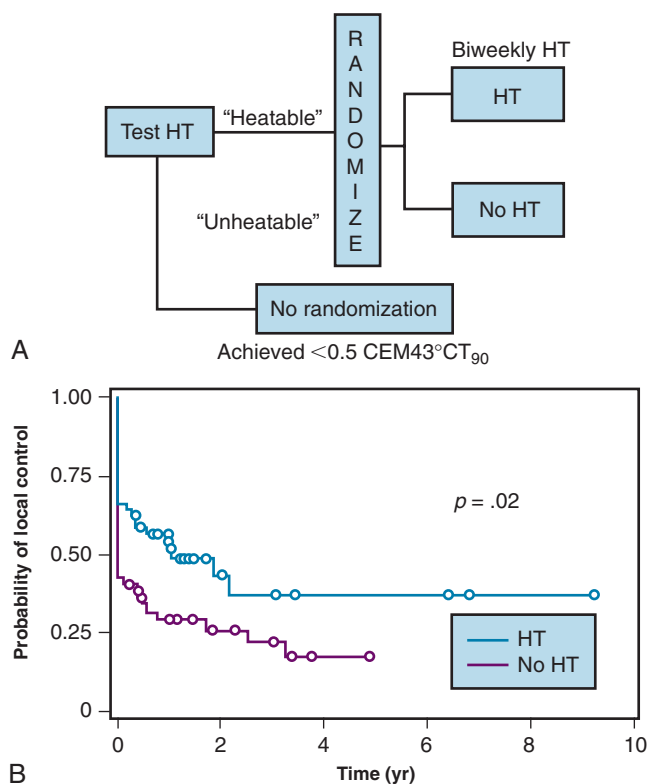 Biweekly HT
RANDOMIZE
HT
"Heatable"
Test HT
"Unheatable"
No HT
No randomization
A
Achieved <0.5 CEM43°CT90
1.00
0.75
0.50
0.25
0
Probability of local control
p = .02
HT
No HT
0 2 4 6 8 10
B
Time (yr)